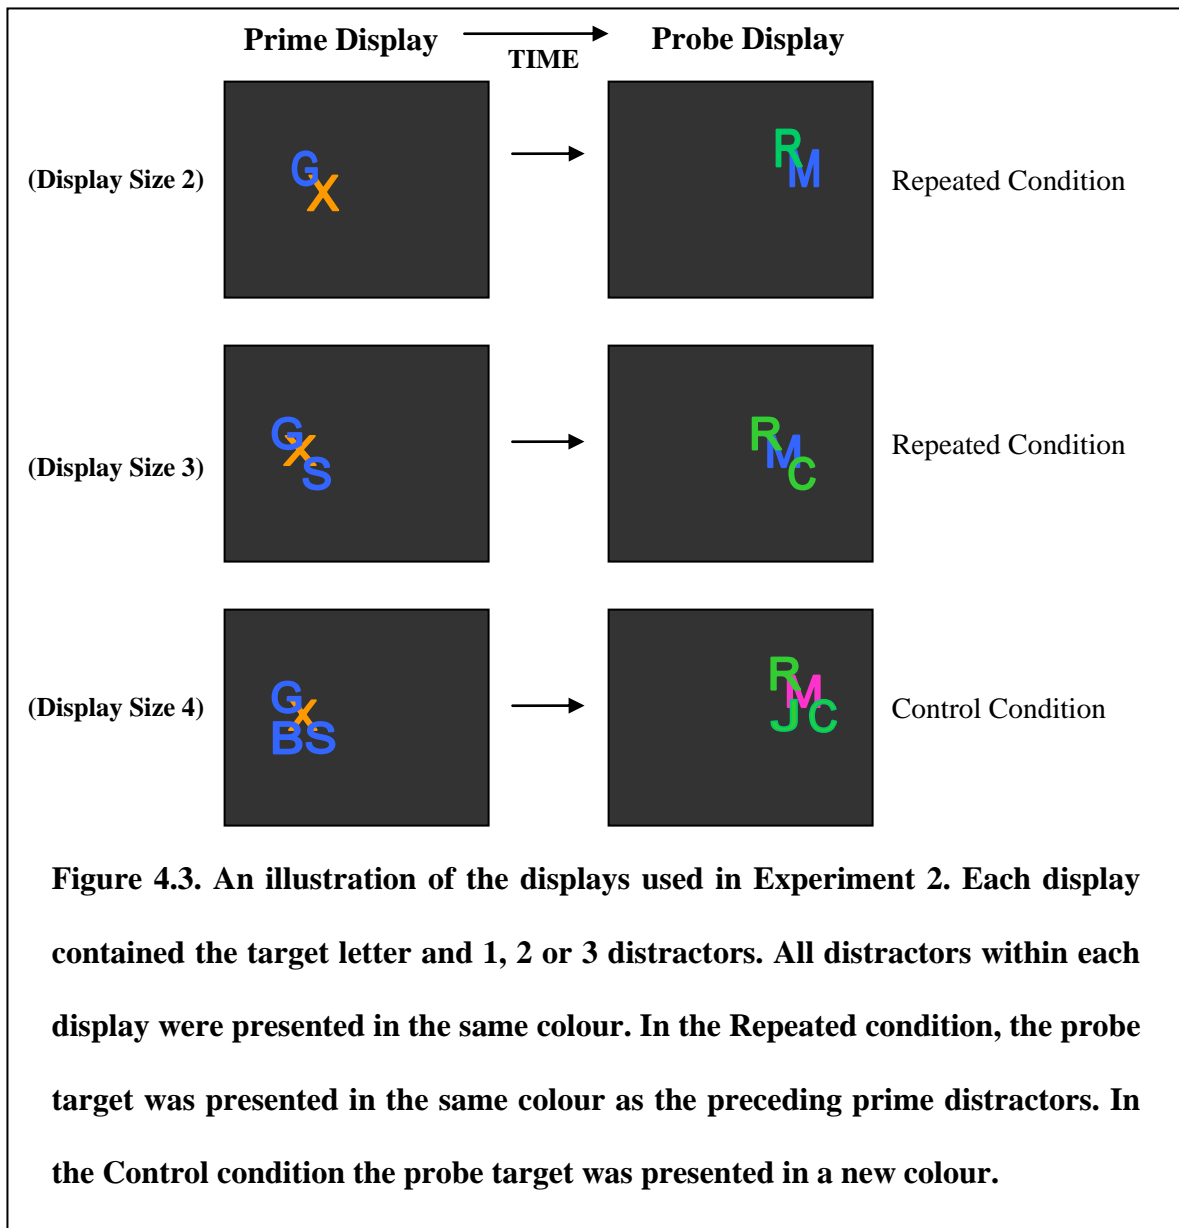 Prime Display
TIME
Probe Display
(Display Size 2)
G
X
R
M
Repeated Condition
(Display Size 3)
G
X
S
R
M
C
Repeated Condition
(Display Size 4)
G
X
B S
R
M
J C
Control Condition
Figure 4.3. An illustration of the displays used in Experiment 2. Each display
contained the target letter and 1, 2 or 3 distractors. All distractors within each
display were presented in the same colour. In the Repeated condition, the probe
target was presented in the same colour as the preceding prime distractors. In
the Control condition the probe target was presented in a new colour.